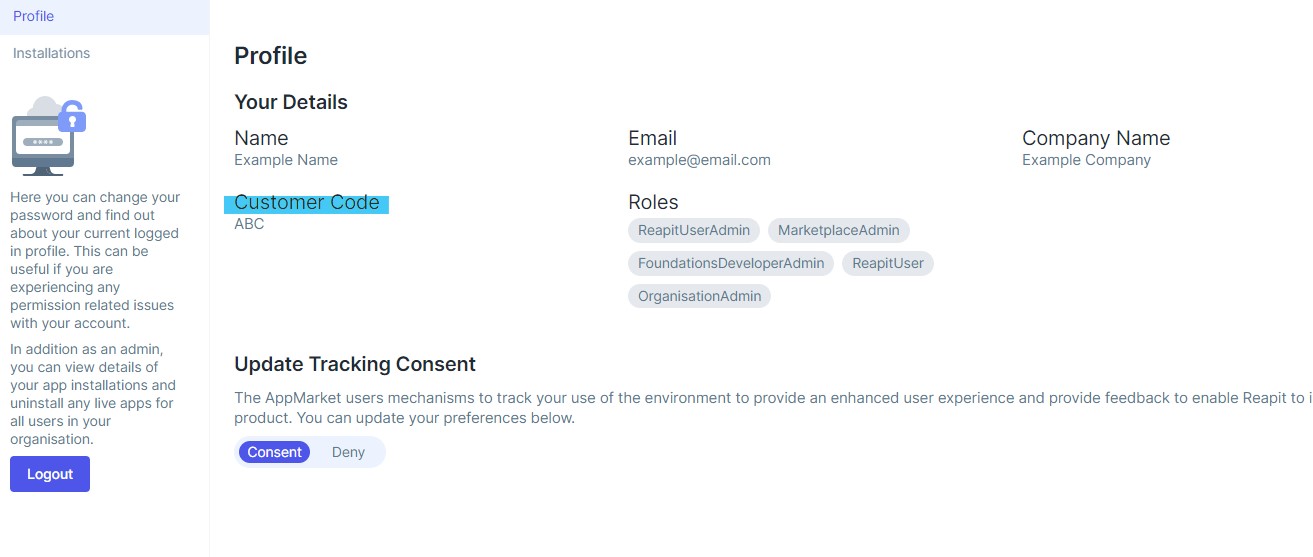 Profile
Installations
Here you can change your
password and find out
about your current logged
in profile. This can be
useful if you are
experiencing any
permission related issues
with your account.
In addition as an admin,
you can view details of
your app installations and
uninstall any live apps for
all users in your
organisation.
Logout
Profile
Your Details
Name
Example Name
Email
example@email.com
Company Name
Example Company
Customer Code
ABC
Roles
ReapitUserAdmin MarketplaceAdmin
FoundationsDeveloperAdmin ReapitUser
OrganisationAdmin
Update Tracking Consent
The AppMarket users mechanisms to track your use of the environment to provide an enhanced user experience and provide feedback to enable Reapit to
product. You can update your preferences below.
Consent Deny